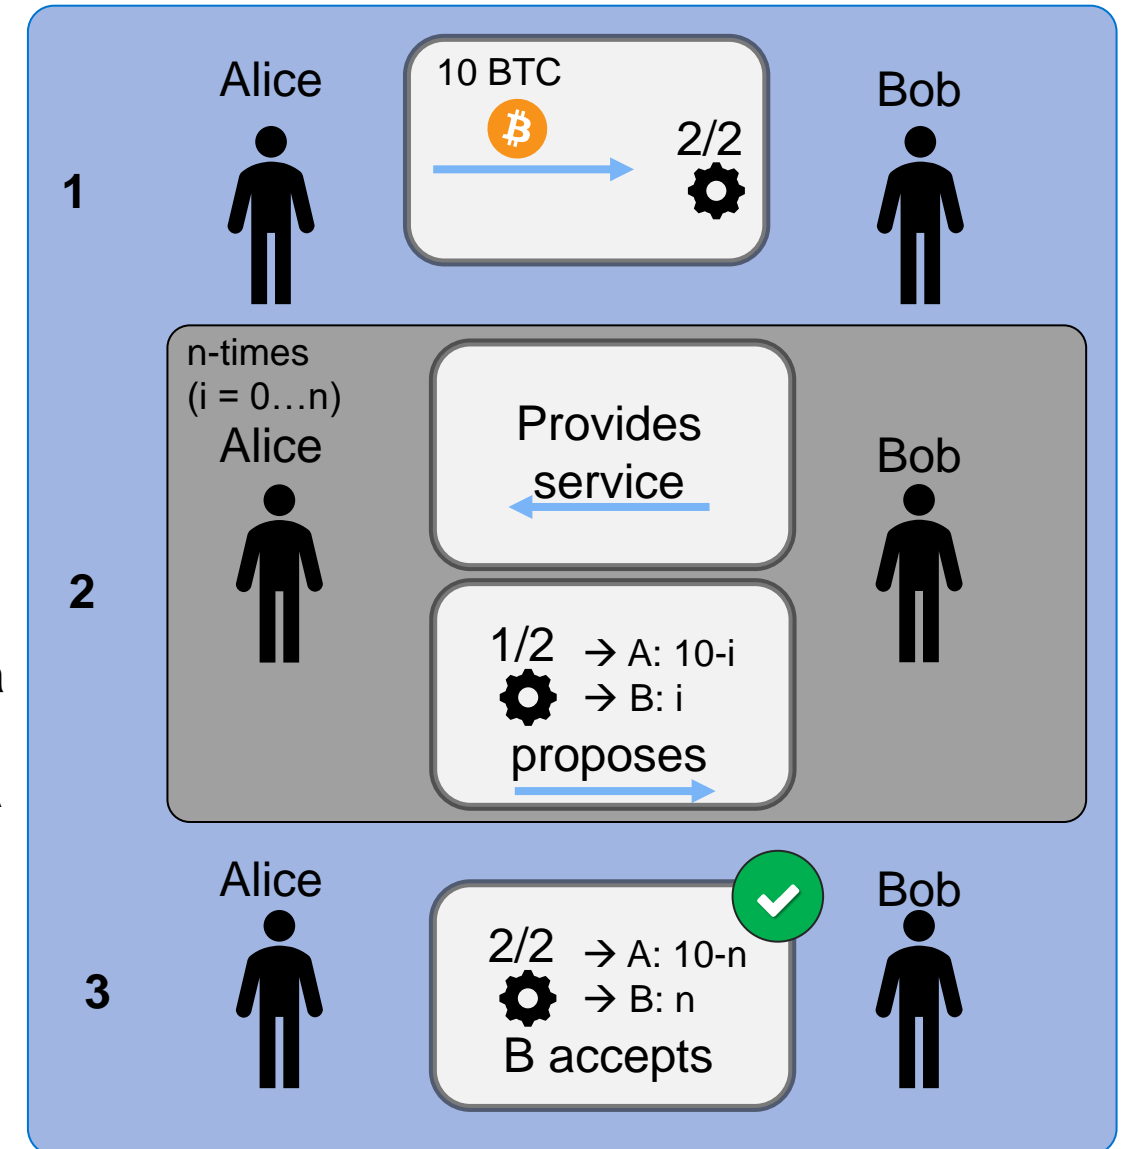 Alice
10 BTC
Bob
2/2
1
n-times
(i = 0…n)
Alice
Provides
service
Bob
2
1/2
→ A: 10-i
→ B: i
proposes
Alice
Bob
2/2
→ A: 10-n
→ B: n
3
B accepts